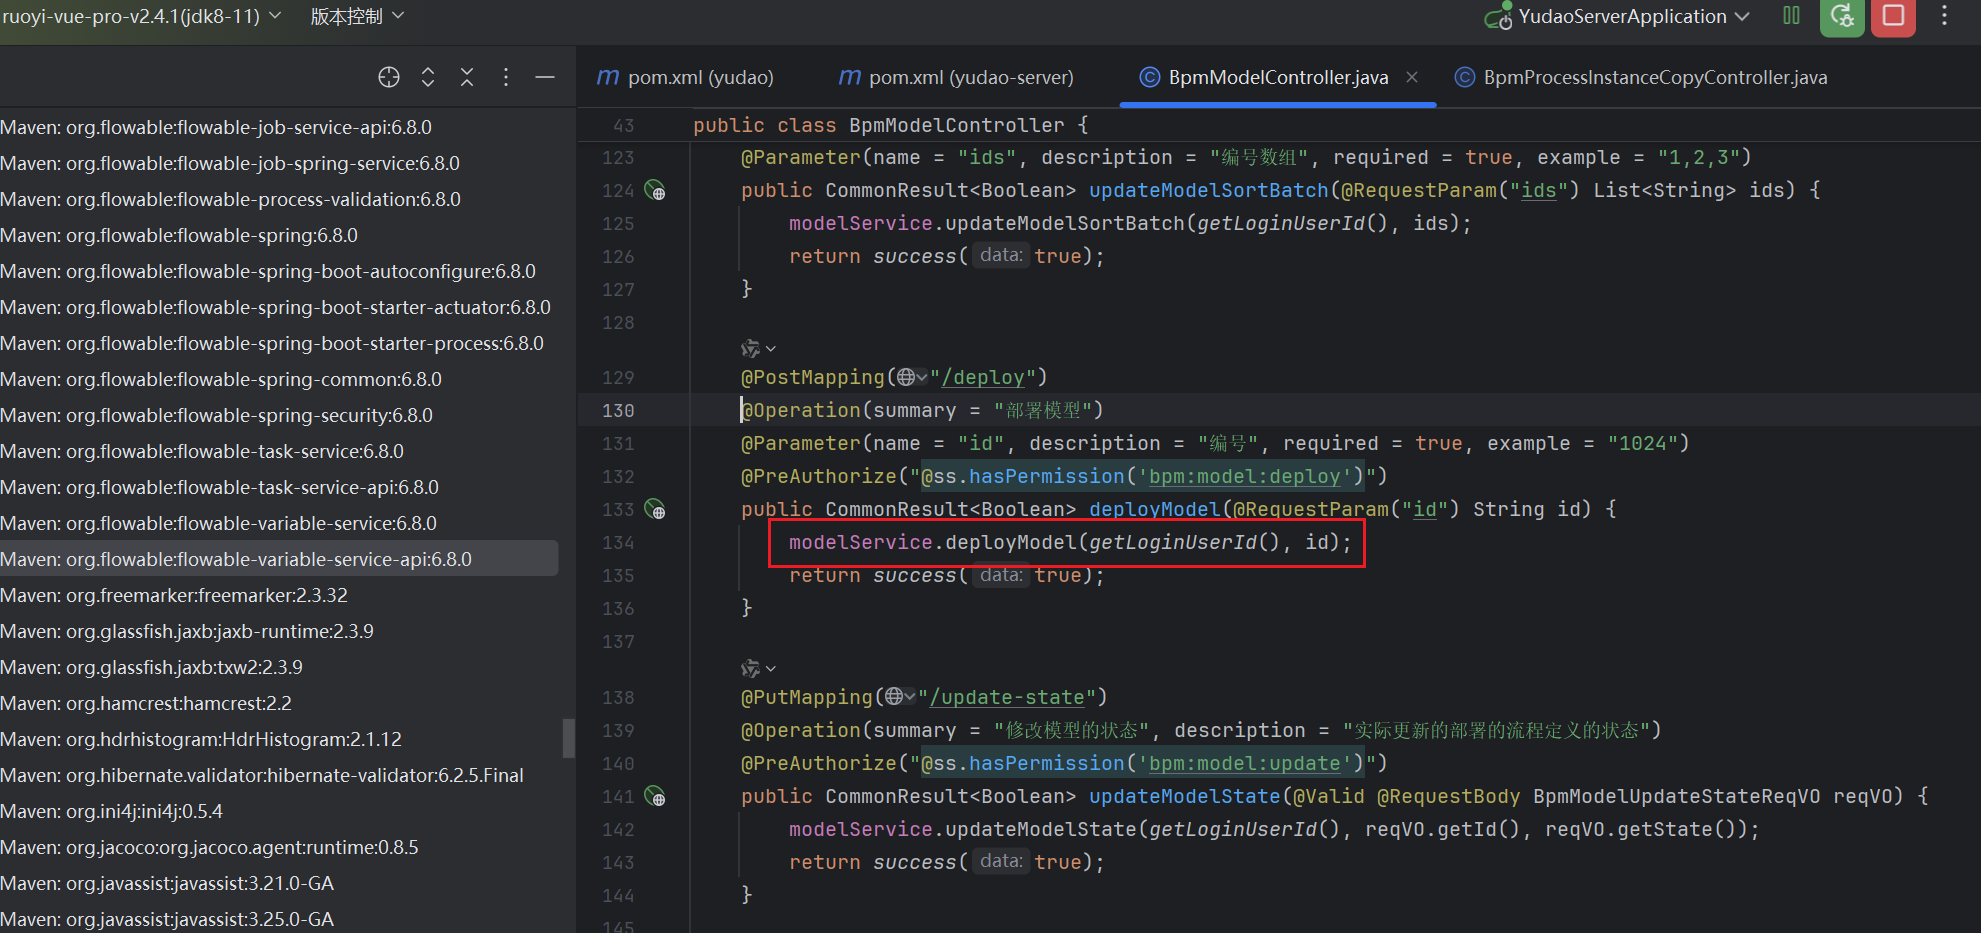 ruoyi-vue-pro-v2.4.1(jdk8-11)
版本控制
YudaoServerApplication
pom.xml (yudao)
pom.xml (yudao-server)
BpmModelController.java
BpmProcessInstanceCopyController.java
Maven: org.flowable:flowable-job-service-api:6.8.0
Maven: org.flowable:flowable-job-spring-service:6.8.0
Maven: org.flowable:flowable-process-validation:6.8.0
Maven: org.flowable:flowable-spring:6.8.0
Maven: org.flowable:flowable-spring-boot-autoconfigure:6.8.0
Maven: org.flowable:flowable-spring-boot-starter-actuator:6.8.0
Maven: org.flowable:flowable-spring-boot-starter-process:6.8.0
Maven: org.flowable:flowable-spring-common:6.8.0
Maven: org.flowable:flowable-spring-security:6.8.0
Maven: org.flowable:flowable-task-service:6.8.0
Maven: org.flowable:flowable-task-service-api:6.8.0
Maven: org.flowable:flowable-variable-service:6.8.0
Maven: org.flowable:flowable-variable-service-api:6.8.0
Maven: org.freemarker:freemarker:2.3.32
Maven: org.glassfish.jaxb:jaxb-runtime:2.3.9
Maven: org.glassfish.jaxb:txw2:2.3.9
Maven: org.hamcrest:hamcrest:2.2
Maven: org.hdrhistogram:HdrHistogram:2.1.12
Maven: org.hibernate.validator:hibernate-validator:6.2.5.Final
Maven: org.ini4j:ini4j:0.5.4
Maven: org.jacoco:org.jacoco.agent:runtime:0.8.5
Maven: org.javassist:javassist:3.21.0-GA
Maven: org.javassist:javassist:3.25.0-GA
43 public class BpmModelController {
123 @Parameter(name = "ids", description = "编号数组", required = true, example = "1,2,3")
124 public CommonResult<Boolean> updateModelSortBatch(@RequestParam("ids") List<String> ids) {
125 modelService.updateModelSortBatch(getLoginUserId(), ids);
126 return success( data: true);
127 }
128
129 @PostMapping("/deploy")
130 @Operation(summary = "部署模型")
131 @Parameter(name = "id", description = "编号", required = true, example = "1024")
132 @PreAuthorize("@ss.hasPermission('bpm:model:deploy')")
133 public CommonResult<Boolean> deployModel(@RequestParam("id") String id) {
134 modelService.deployModel(getLoginUserId(), id);
135 return success( data: true);
136 }
137
138 @PutMapping("/update-state")
139 @Operation(summary = "修改模型的状态", description = "实际更新的部署的流程定义的状态")
140 @PreAuthorize("@ss.hasPermission('bpm:model:update')")
141 public CommonResult<Boolean> updateModelState(@Valid @RequestBody BpmModelUpdateStateReqVO reqVO) {
142 modelService.updateModelState(getLoginUserId(), reqVO.getId(), reqVO.getState());
143 return success( data: true);
144 }
145